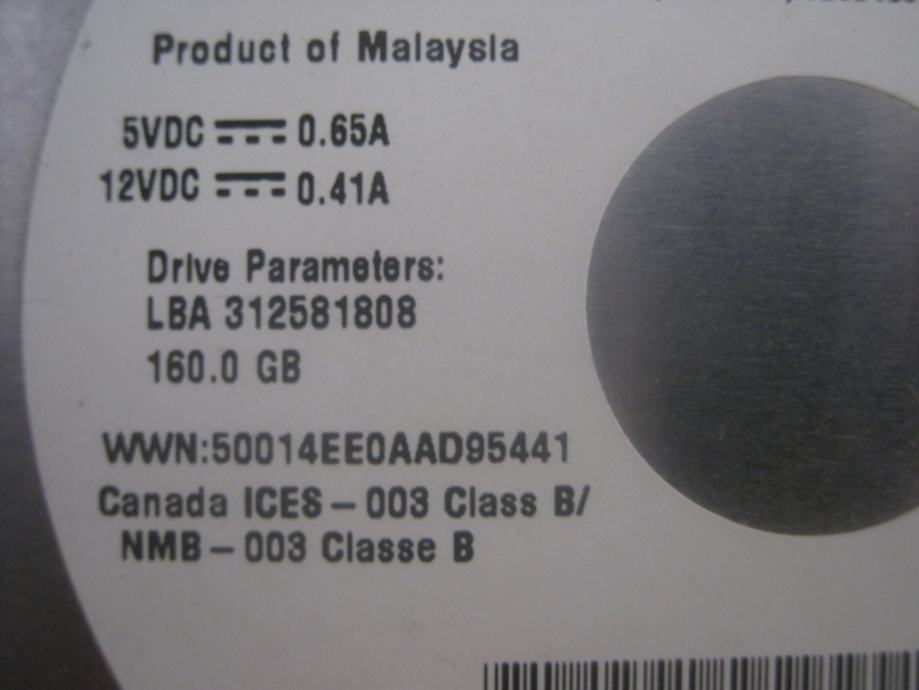 Product of Malaysia
5VDC ⎓ 0.65A
12VDC ⎓ 0.41A
Drive Parameters:
LBA 312581808
160.0 GB
WWN:50014EE0AAD95441
Canada ICES – 003 Class B/
NMB – 003 Classe B